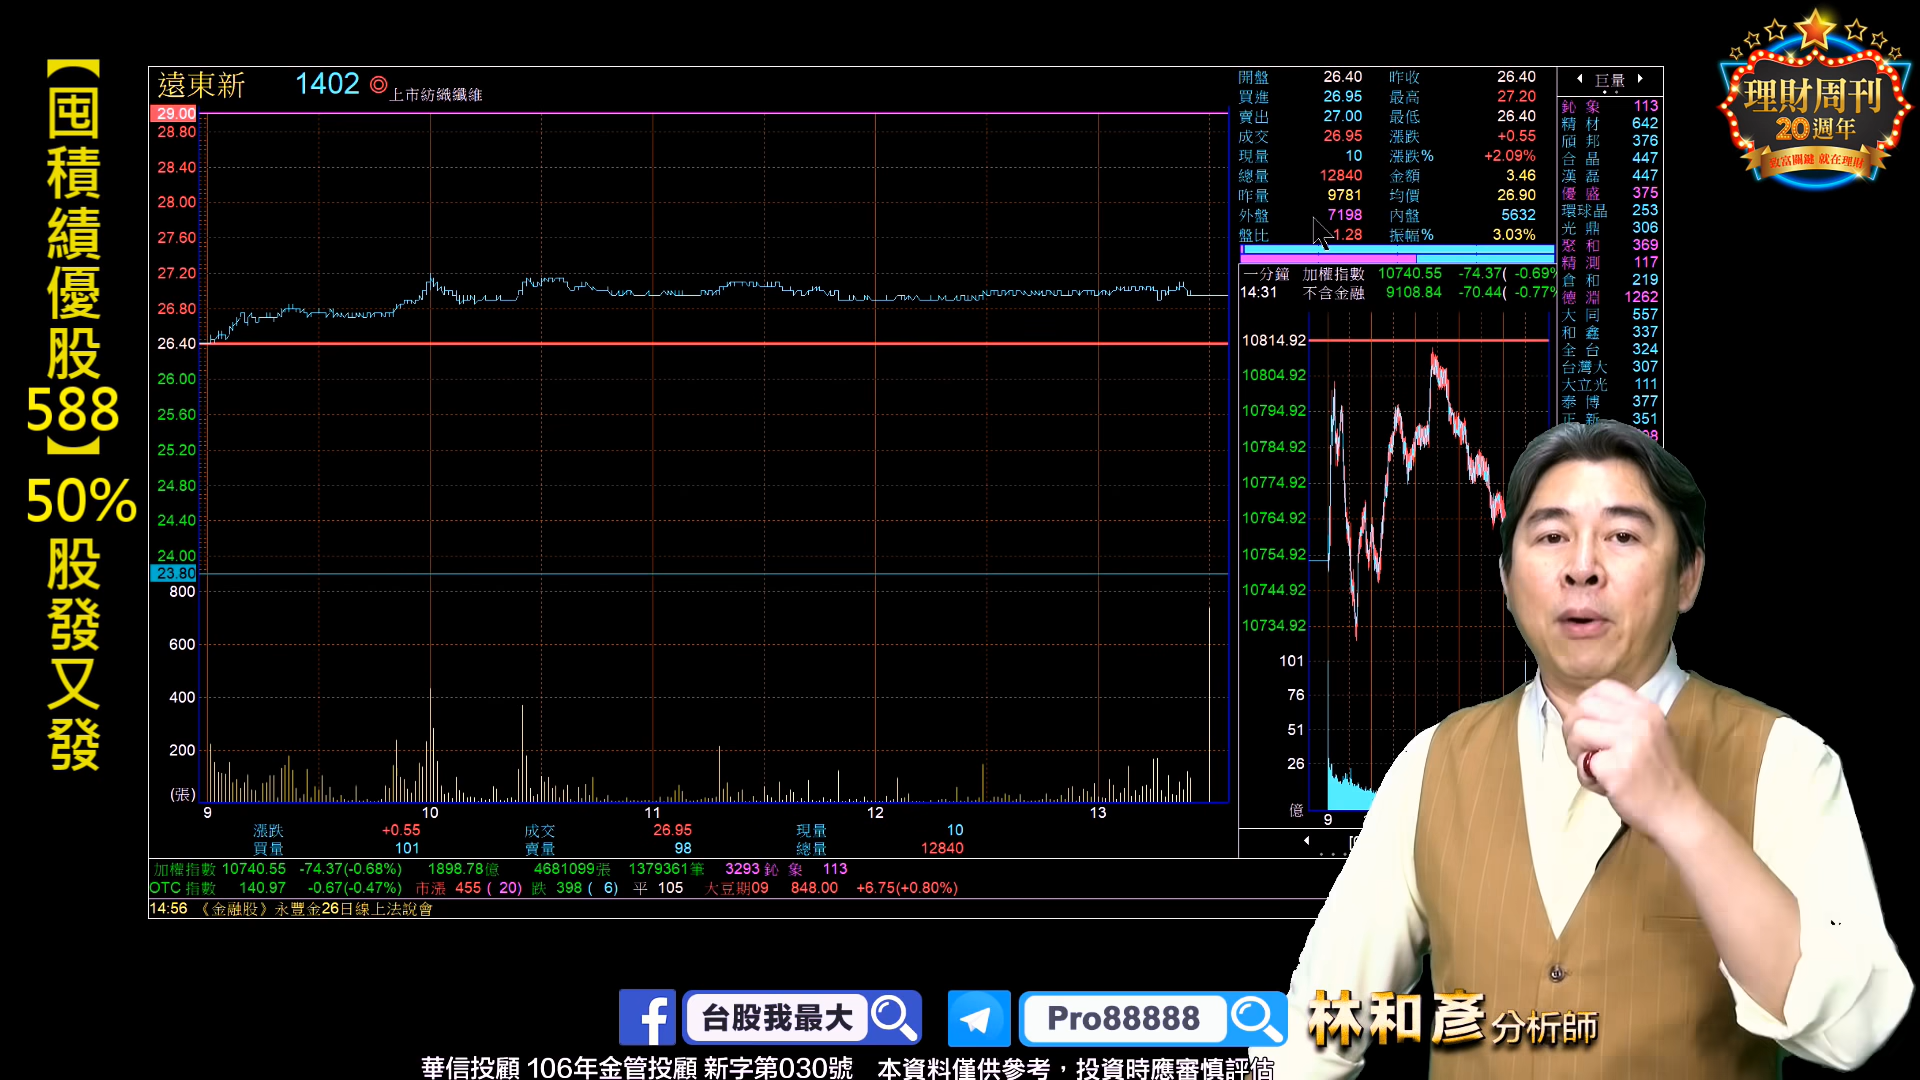 【囤積績優股588】50%股發又發
理財周刊
20週年
致富關鍵 就在理財
遠東新 1402 ◎ 上市紡織纖維
29.00
28.80
28.40
28.00
27.60
27.20
26.80
26.40
26.00
25.60
25.20
24.80
24.40
24.00
23.80
800
600
400
200
(張)
9 10 11 12 13
漲跌 +0.55 成交 26.95 現量 10
買量 101 賣量 98 總量 12840
開盤 26.40 昨收 26.40
買進 26.95 最高 27.20
賣出 27.00 最低 26.40
成交 26.95 漲跌 +0.55
現量 10 漲跌% +2.09%
總量 12840 金額 3.46
昨量 9781 均價 26.90
外盤 7198 內盤 5632
盤比 1.28 振幅% 3.03%
一分鐘 加權指數 10740.55 -74.37( -0.69%
14:31 不含金融 9108.84 -70.44( -0.77%
10814.92
10804.92
10794.92
10784.92
10774.92
10764.92
10754.92
10744.92
10734.92
101
76
51
26
億
9
巨量
鈊象 113
精材 642
頎邦 376
合晶 447
漢磊 447
優盛 375
環球晶 253
光鼎 306
聚和 369
精測 117
倉和 219
德淵 1262
大同 557
和鑫 337
全台 324
台灣大 307
大立光 111
泰博 377
正新 351
加權指數 10740.55 -74.37(-0.68%) 1898.78億 4681099張 1379361筆 3293 鈊象 113
OTC 指數 140.97 -0.67(-0.47%) 市漲 455 ( 20) 跌 398 ( 6) 平 105 大豆期09 848.00 +6.75(+0.80%)
14:56 《金融股》永豐金26日線上法說會
台股我最大
Pro88888
林和彥 分析師
華信投顧 106年金管投顧 新字第030號 本資料僅供參考，投資時應審慎評估